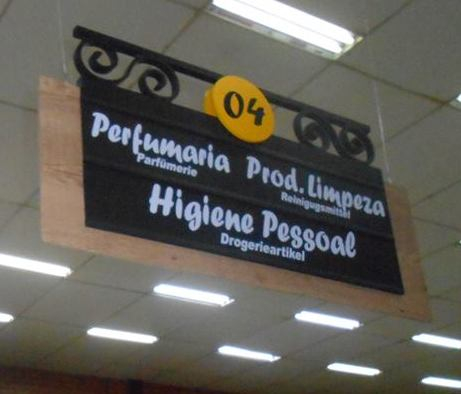 04
Perfumaria Prod. Limpeza
Parfümerie Reinigugsmittel
Higiene Pessoal
Drogerieartikel